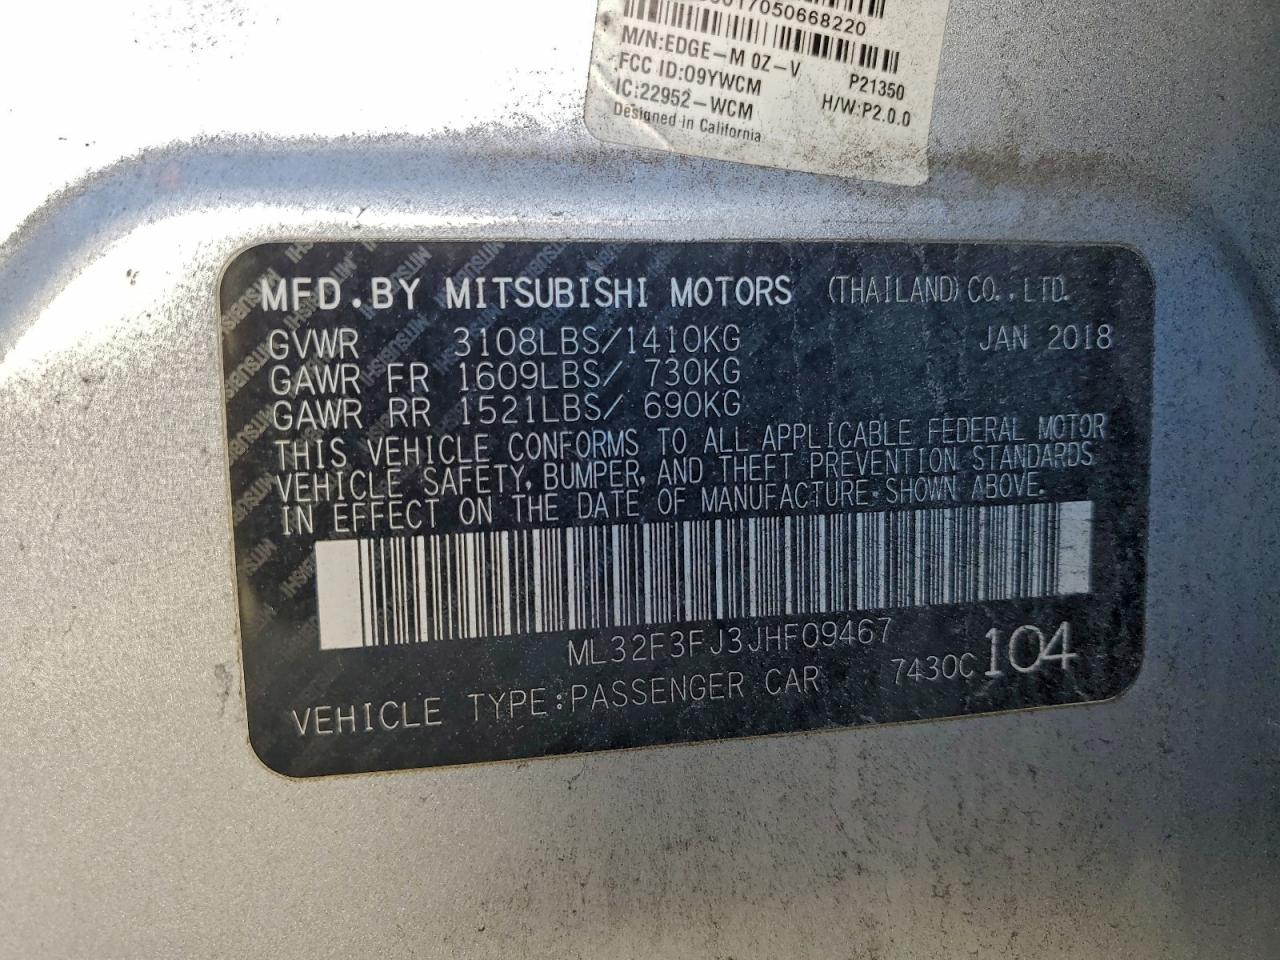 17050668220
M/N:EDGE-M 0Z-V
P21350
FCC ID:O9YWCM
H/W:P2.0.0
IC:22952-WCM
Designed in California
MFD.BY MITSUBISHI MOTORS (THAILAND)CO.,LTD.
GVWR 3108LBS/1410KG JAN 2018
GAWR FR 1609LBS/ 730KG
GAWR RR 1521LBS/ 690KG
THIS VEHICLE CONFORMS TO ALL APPLICABLE FEDERAL MOTOR
VEHICLE SAFETY, BUMPER, AND THEFT PREVENTION STANDARDS
IN EFFECT ON THE DATE OF MANUFACTURE SHOWN ABOVE.
ML32F3FJ3JHF09467
7430C 104
VEHICLE TYPE:PASSENGER CAR